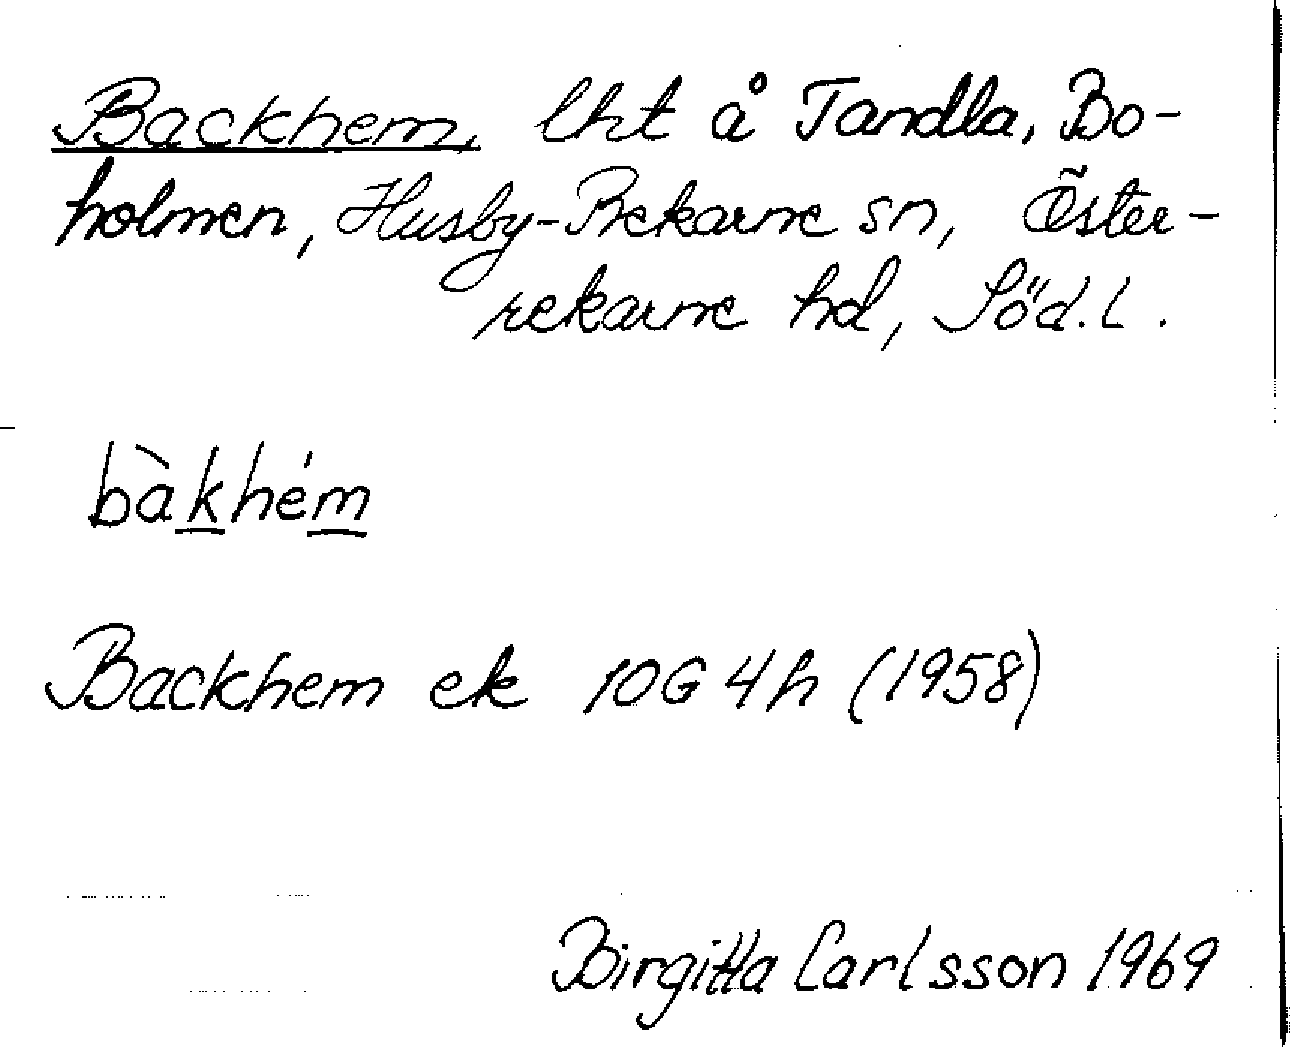 Backhem, lht å Tandla, Bo-
holmen, Husby-Rekarne sn, Öster-
rekarne hd, Söd.l.
bàkhém
Backhem ek 10G 4h (1958)
Birgitta Carlsson 1969